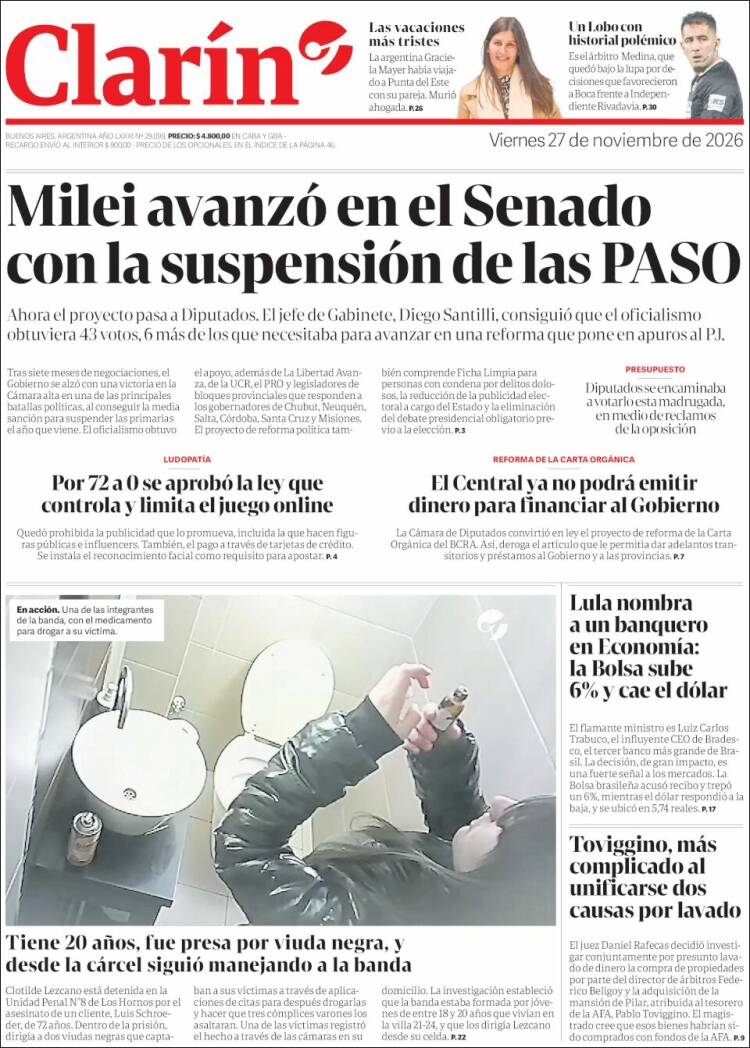 Clarín
Las vacaciones
más tristes
La argentina Gracie-
la Mayer había viaja-
do a Punta del Este
con su pareja. Murió
ahogada. P.26
Un Lobo con
historial polémico
Es el árbitro Medina, que
quedó bajo la lupa por de-
cisiones que favorecieron
a Boca frente a Indepen-
diente Rivadavia. P.30
BUENOS AIRES, ARGENTINA AÑO LXXXI Nº 29.099. PRECIO: $ 4.800,00 EN CABA Y GBA -
RECARGO ENVÍO AL INTERIOR $ 900,00 - PRECIO DE LOS OPCIONALES, EN EL ÍNDICE DE LA PÁGINA 46.
Viernes 27 de noviembre de 2026
Milei avanzó en el Senado
con la suspensión de las PASO
Ahora el proyecto pasa a Diputados. El jefe de Gabinete, Diego Santilli, consiguió que el oficialismo
obtuviera 43 votos, 6 más de los que necesitaba para avanzar en una reforma que pone en apuros al PJ.
Tras siete meses de negociaciones, el
Gobierno se alzó con una victoria en la
Cámara alta en una de las principales
batallas políticas, al conseguir la media
sanción para suspender las primarias
el año que viene. El oficialismo obtuvo
el apoyo, además de La Libertad Avan-
za, de la UCR, el PRO y legisladores de
bloques provinciales que responden a
los gobernadores de Chubut, Neuquén,
Salta, Córdoba, Santa Cruz y Misiones.
El proyecto de reforma política tam-
bién comprende Ficha Limpia para
personas con condena por delitos dolo-
sos, la reducción de la publicidad elec-
toral a cargo del Estado y la eliminación
del debate presidencial obligatorio
previo a la elección. P.3
PRESUPUESTO
Diputados se encaminaba
a votarlo esta madrugada,
en medio de reclamos
de la oposición
LUDOPATÍA
Por 72 a 0 se aprobó la ley que
controla y limita el juego online
Quedó prohibida la publicidad que lo promueva, incluida la que hacen figu-
ras públicas e influencers. También, el pago a través de tarjetas de crédito.
Se instala el reconocimiento facial como requisito para apostar. P.4
REFORMA DE LA CARTA ORGÁNICA
El Central ya no podrá emitir
dinero para financiar al Gobierno
La Cámara de Diputados convirtió en ley el proyecto de reforma de la Carta
Orgánica del BCRA. Así, deroga el artículo que le permitía dar adelantos tran-
sitorios y préstamos al Gobierno y a las provincias. P.7
En acción. Una de las integrantes
de la banda, con el medicamento
para drogar a su víctima.
Tiene 20 años, fue presa por viuda negra, y
desde la cárcel siguió manejando a la banda
Clotilde Lezcano está detenida en la
Unidad Penal N°8 de Los Hornos por el
asesinato de un cliente, Luis Schroe-
der, de 72 años. Dentro de la prisión,
dirigía a dos viudas negras que capta-
ban a sus víctimas a través de aplicacio-
nes de citas para después drogarlas
y hacer que tres cómplices varones los
asaltaran. Una de las víctimas registró
el hecho a través de las cámaras en su
domicilio. La investigación estableció
que la banda estaba formada por jóve-
nes de entre 18 y 20 años que vivían en
la villa 21-24, y que los dirigía Lezcano
desde su celda. P.22
Lula nombra
a un banquero
en Economía:
la Bolsa sube
6% y cae el dólar
El flamante ministro es Luiz Carlos
Trabuco, el influyente CEO de Brades-
co, el tercer banco más grande de Bra-
sil. La decisión, de gran impacto, es
una fuerte señal a los mercados. La
Bolsa brasileña acusó recibo y trepó
un 6%, mientras el dólar respondió a la
baja, y se ubicó en 5,74 reales. P.17
Toviggino, más
complicado al
unificarse dos
causas por lavado
El juez Daniel Rafecas decidió investi-
gar conjuntamente por presunto lava-
do de dinero la compra de propiedades
por parte del director de árbitros Fede-
rico Beligoy y la adquisición de la
mansión de Pilar, atribuida al tesorero
de la AFA, Pablo Toviggino. El magis-
trado cree que esos bienes habrían si-
do comprados con fondos de la AFA. P.9